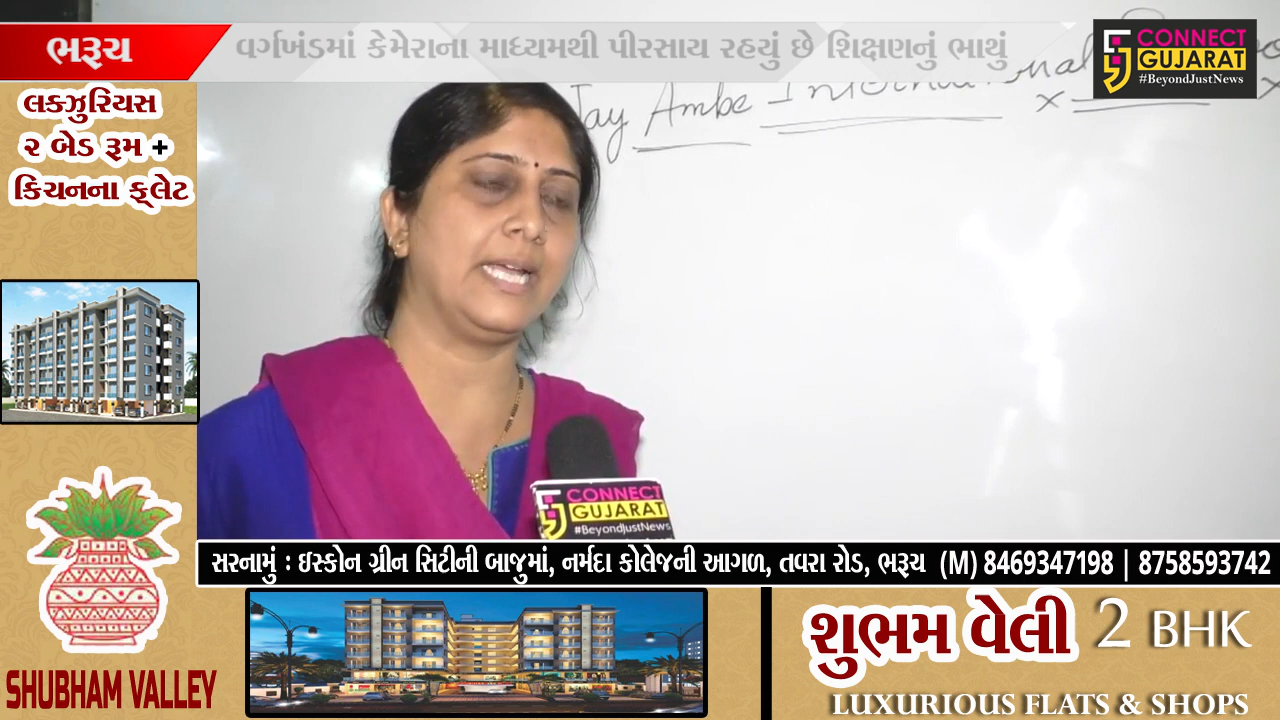 ભરૂચ
વર્ગખંડમાં કેમેરાના માધ્યમથી પીરસાય રહયું છે શિક્ષણનું ભાથું
CONNECT
GUJARAT
#BeyondJustNews
Jay Ambe International
લક્ઝુરિયસ
૨ બેડ રૂમ +
કિચનના ફ્લેટ
CONNECT
GUJARAT
#BeyondJustNews
સરનામું : ઇસ્કોન ગ્રીન સિટીની બાજુમાં, નર્મદા કોલેજની આગળ, તવરા રોડ, ભરૂચ (M) 8469347198 | 8758593742
SHUBHAM VALLEY
શુભમ વેલી 2 BHK
LUXURIOUS FLATS & SHOPS